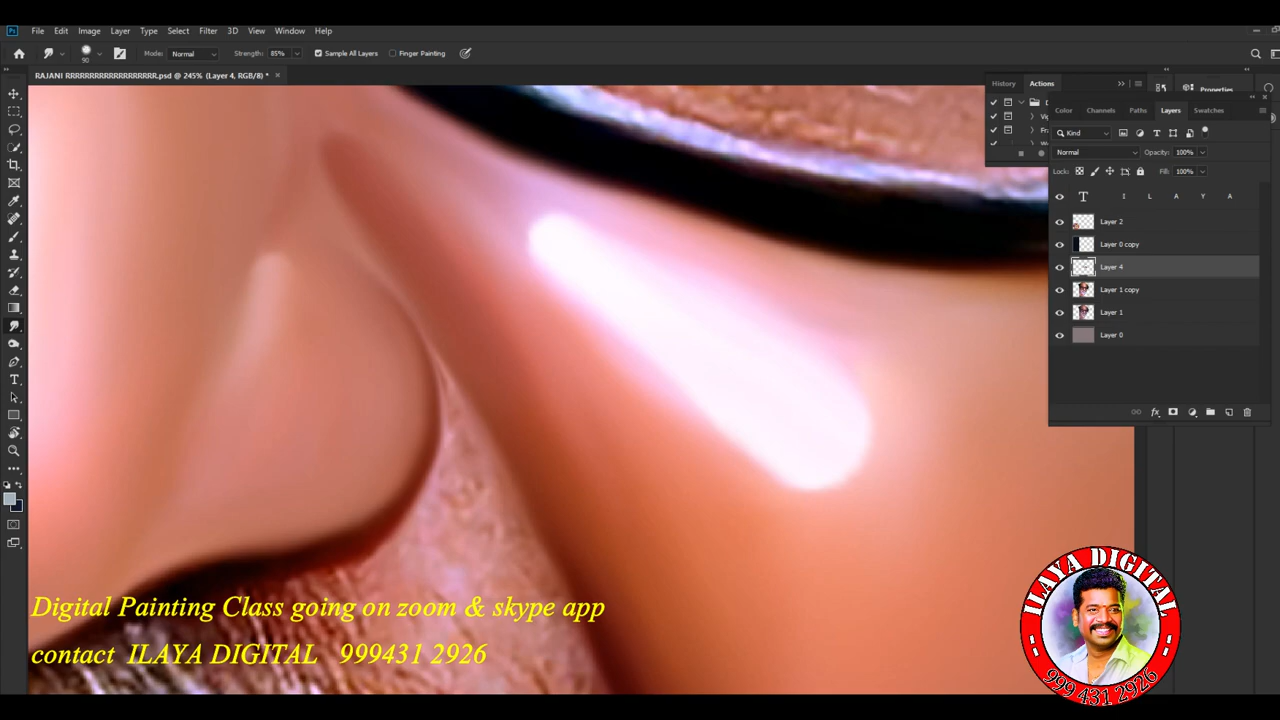 Ps File Edit Image Layer Type Select Filter 3D View Window Help
90 Mode: Normal Strength: 85% Sample All Layers Finger Painting
RAJANI RRRRRRRRRRRRRRRRRRR.psd @ 245% (Layer 4, RGB/8) *
History Actions
Properties
Color Channels Paths Layers Swatches
Kind
Normal Opacity: 100%
Lock: Fill: 100%
I L A Y A
Layer 2
Layer 0 copy
Layer 4
Layer 1 copy
Layer 1
Layer 0
Digital Painting Class going on zoom & skype app
contact ILAYA DIGITAL 999431 2926
ILAYA DIGITAL
999 431 2926